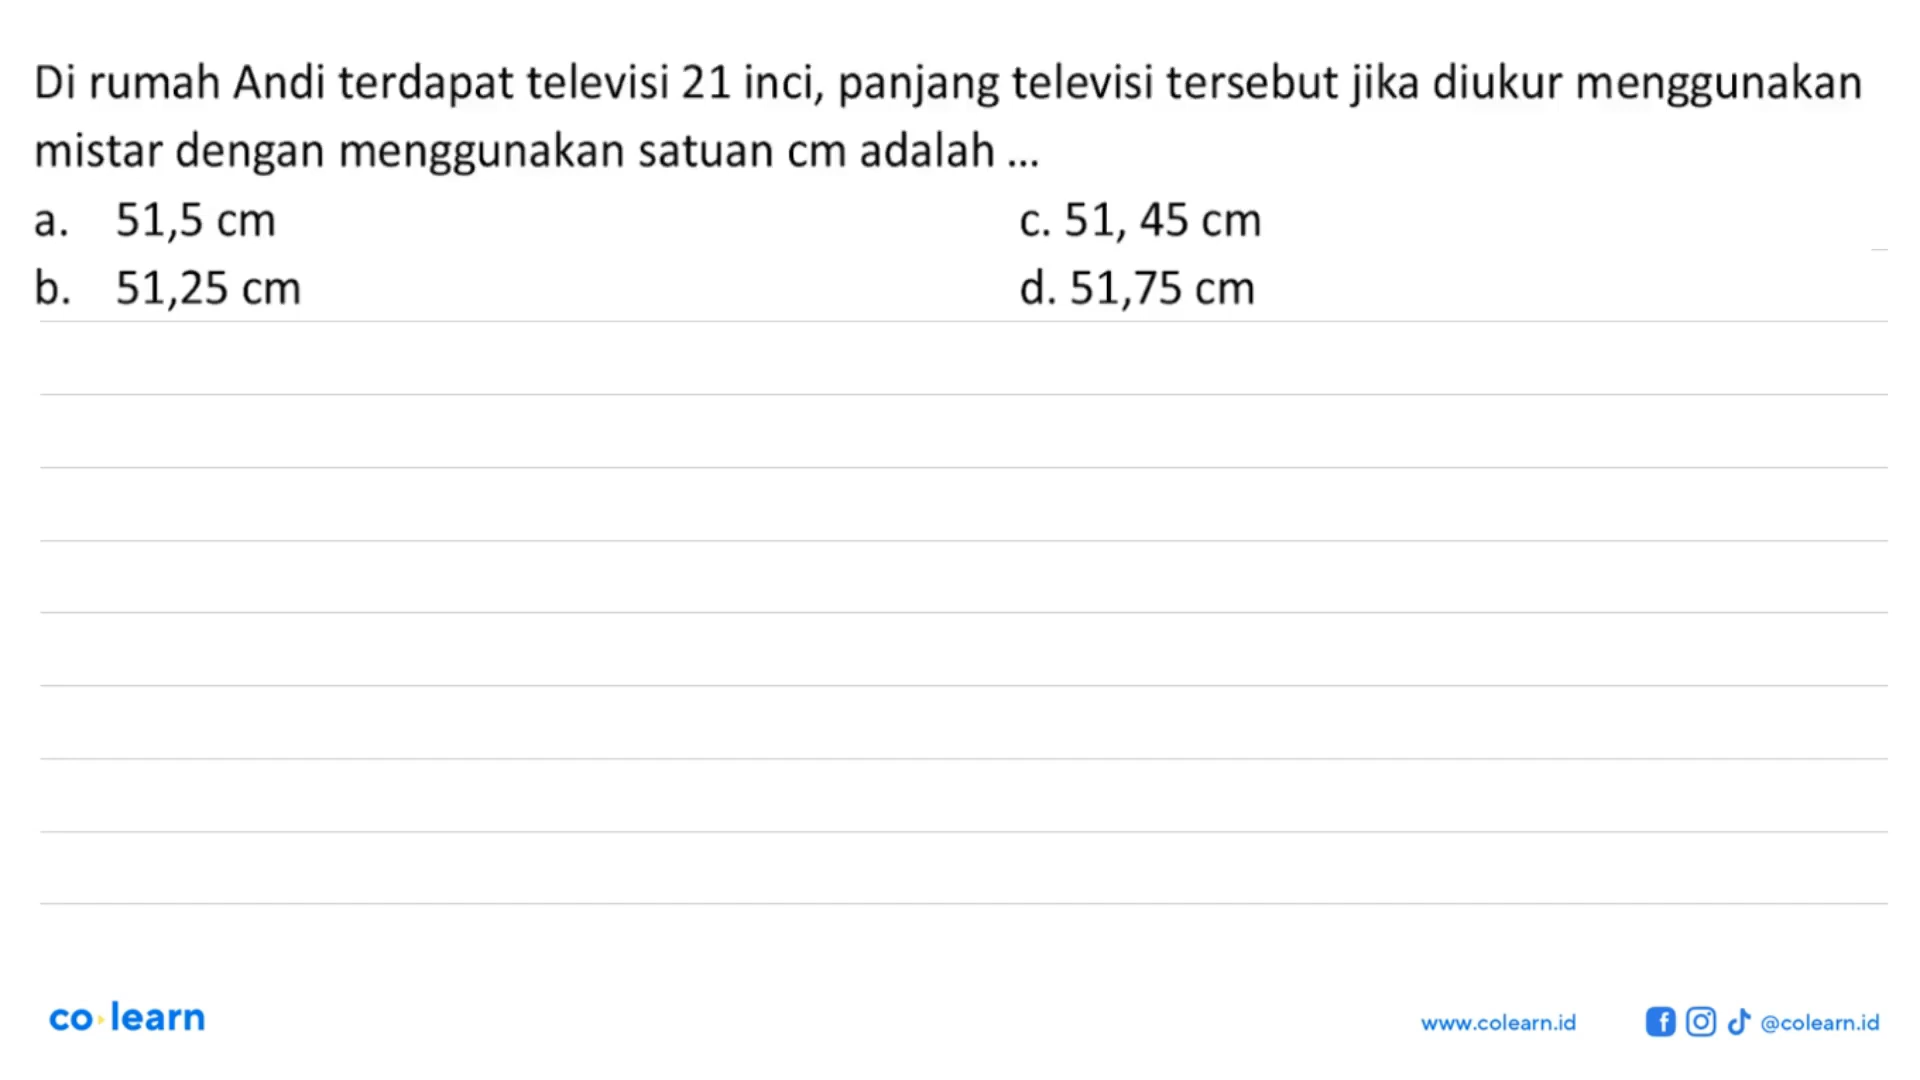 Di rumah Andi terdapat televisi 21 inci, panjang televisi tersebut jika diukur menggunakan
mistar dengan menggunakan satuan cm adalah ...
a. 51,5 cm
c. 51, 45 cm
b. 51,25 cm
d. 51,75 cm
co learn
www.colearn.id
@colearn.id